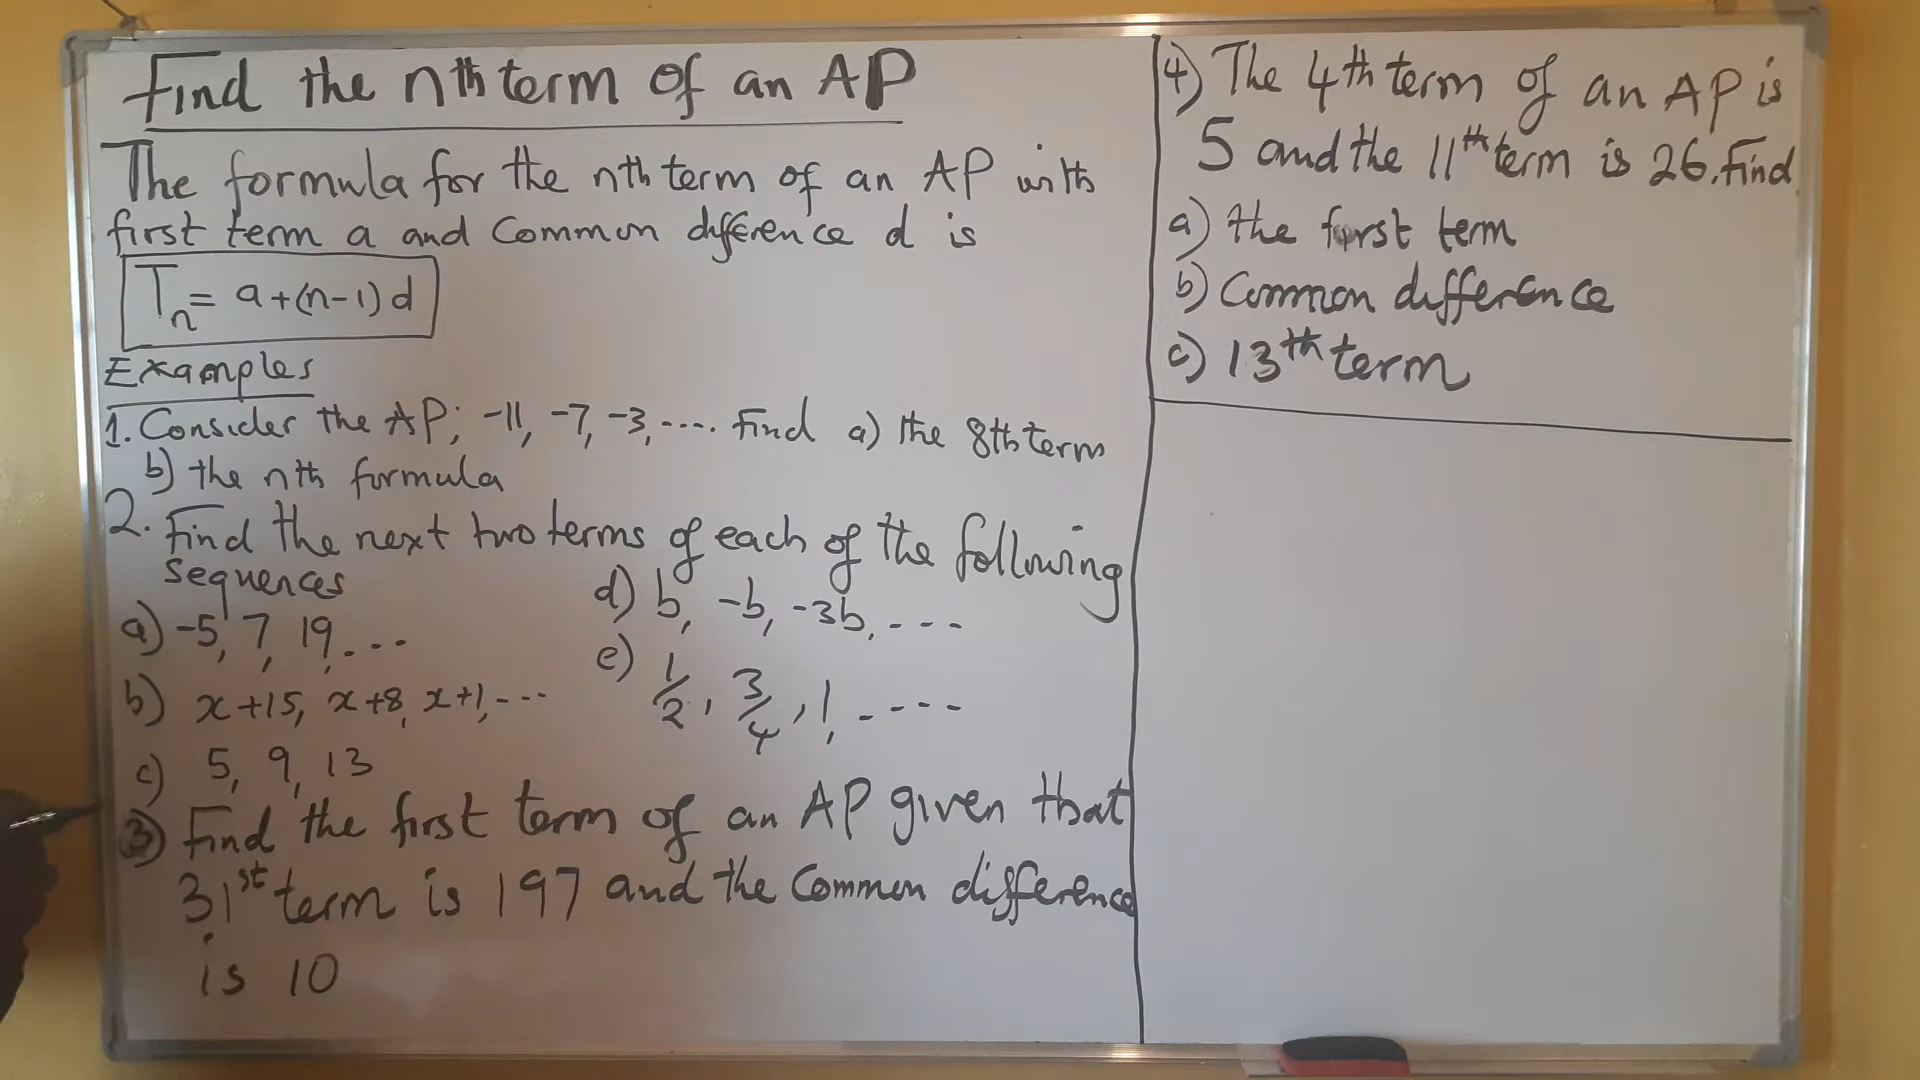 Find the nth term of an AP
The formula for the nth term of an AP with
first term a and Common difference d is
Tn = a+(n-1)d
Examples
1. Consider the AP; -11, -7, -3, .... Find a) the 8th term
b) the nth formula
2. Find the next two terms of each of the following
sequences
a) -5, 7, 19, ...
b) x+15, x+8, x+1, ---
c) 5, 9, 13
d) b, -b, -3b, ---
e) 1/2, 3/4, 1, ----
3) Find the first term of an AP given that
31st term is 197 and the Common difference
is 10
4) The 4th term of an AP is
5 and the 11th term is 26. Find
a) the first term
b) Common difference
c) 13th term